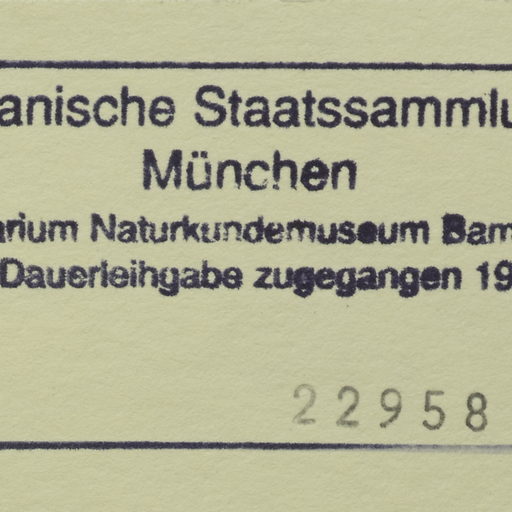 anische Staatssammlu
München
arium Naturkundemuseum Bam
Dauerleihgabe zugegangen 19
22958